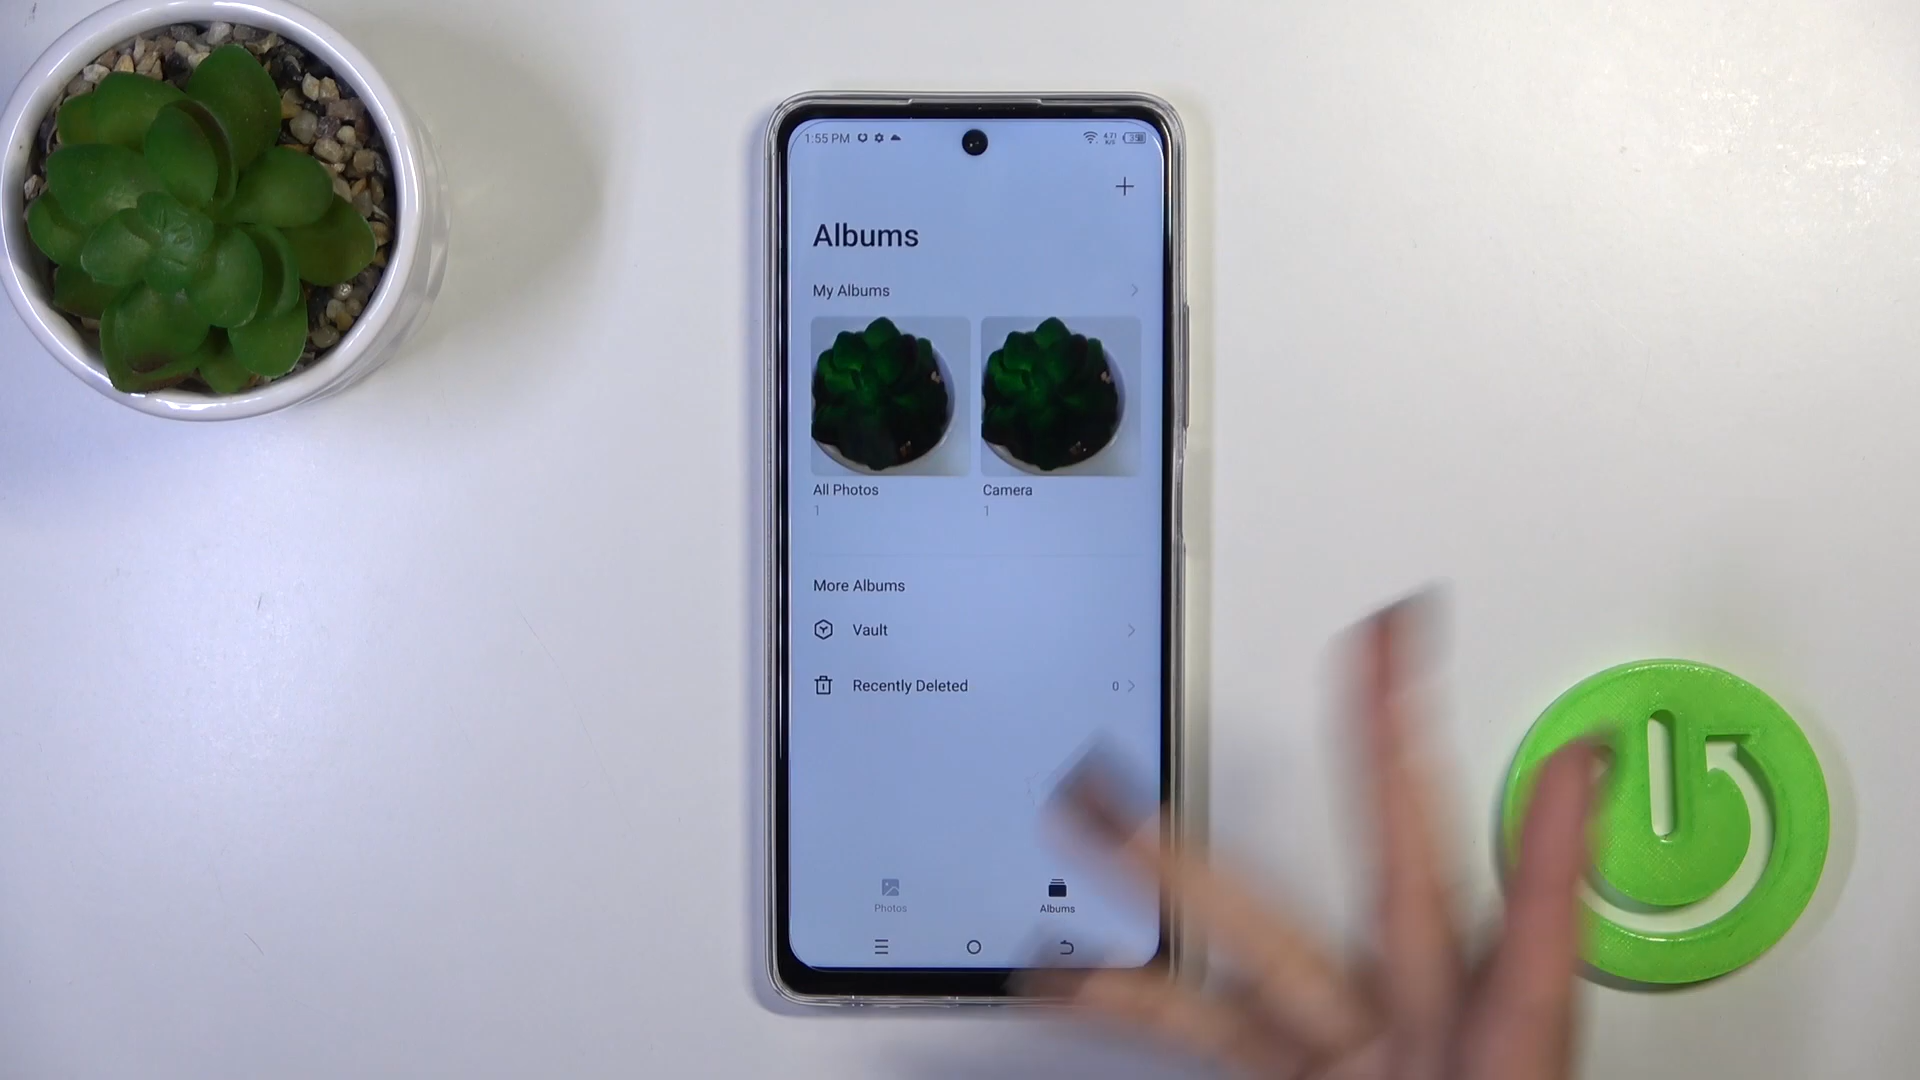 1:55 PM
Albums
My Albums
All Photos
Camera
1
1
More Albums
Vault
Recently Deleted
0
Photos
Albums